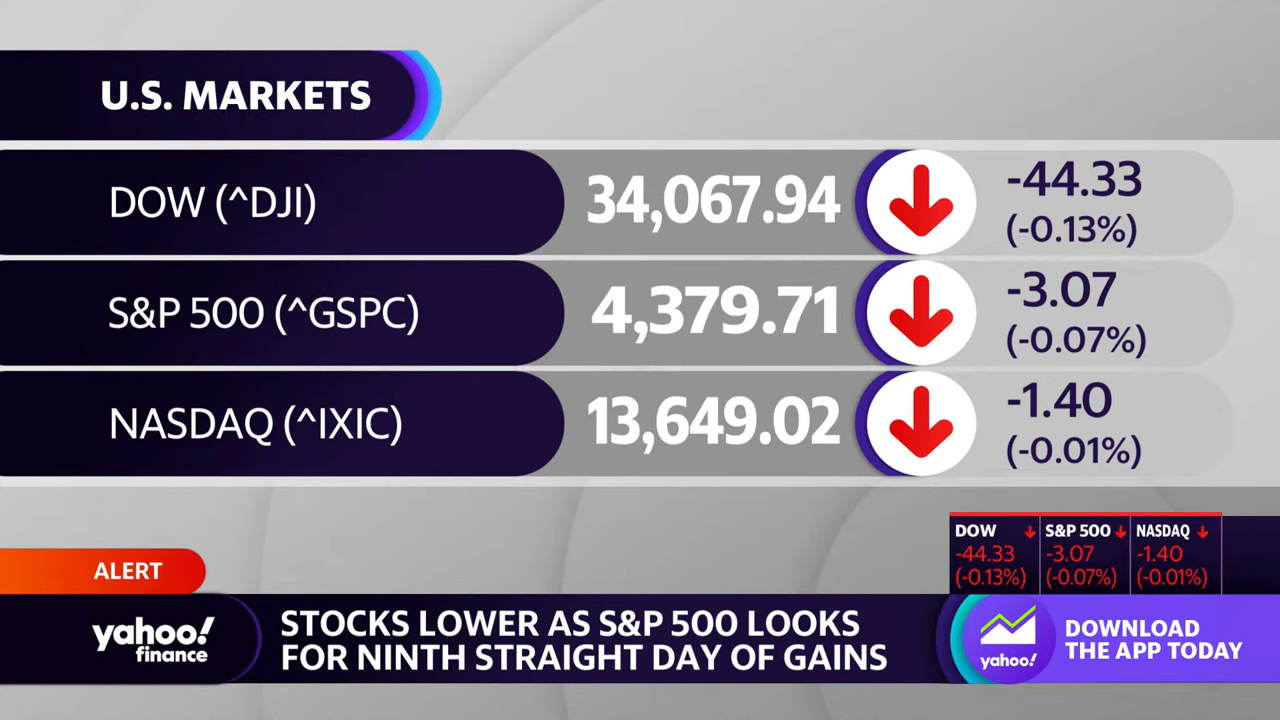 U.S. MARKETS
DOW (^DJI)
34,067.94
-44.33
(-0.13%)
S&P 500 (^GSPC)
4,379.71
-3.07
(-0.07%)
NASDAQ (^IXIC)
13,649.02
-1.40
(-0.01%)
DOW
-44.33
(-0.13%)
S&P 500
-3.07
(-0.07%)
NASDAQ
-1.40
(-0.01%)
ALERT
yahoo!
finance
STOCKS LOWER AS S&P 500 LOOKS
FOR NINTH STRAIGHT DAY OF GAINS
yahoo!
DOWNLOAD
THE APP TODAY